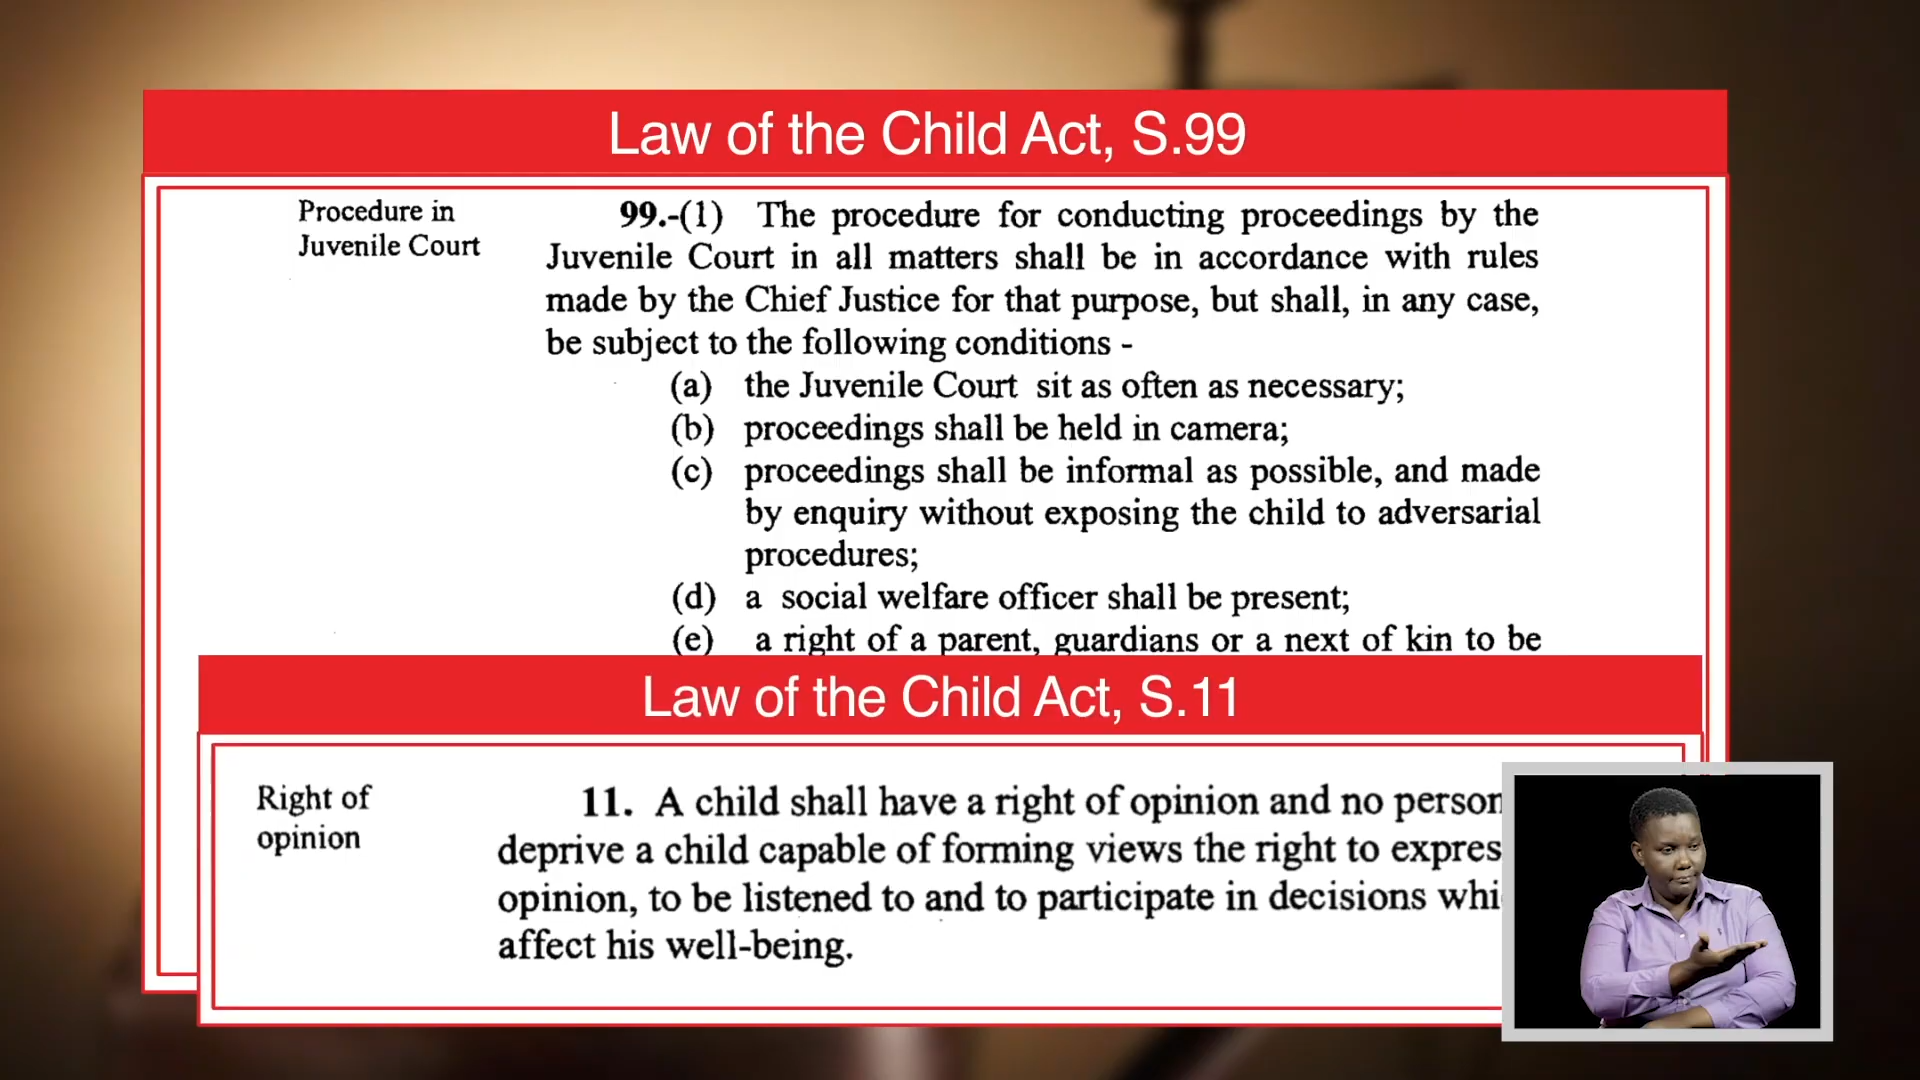 Law of the Child Act, S.99
Procedure in
Juvenile Court
99.-(1) The procedure for conducting proceedings by the
Juvenile Court in all matters shall be in accordance with rules
made by the Chief Justice for that purpose, but shall, in any case,
be subject to the following conditions -
(a) the Juvenile Court sit as often as necessary;
(b) proceedings shall be held in camera;
(c) proceedings shall be informal as possible, and made
by enquiry without exposing the child to adversarial
procedures;
(d) a social welfare officer shall be present;
(e) a right of a parent, guardians or a next of kin to be
Law of the Child Act, S.11
Right of
opinion
11. A child shall have a right of opinion and no person
deprive a child capable of forming views the right to expres
opinion, to be listened to and to participate in decisions whi
affect his well-being.